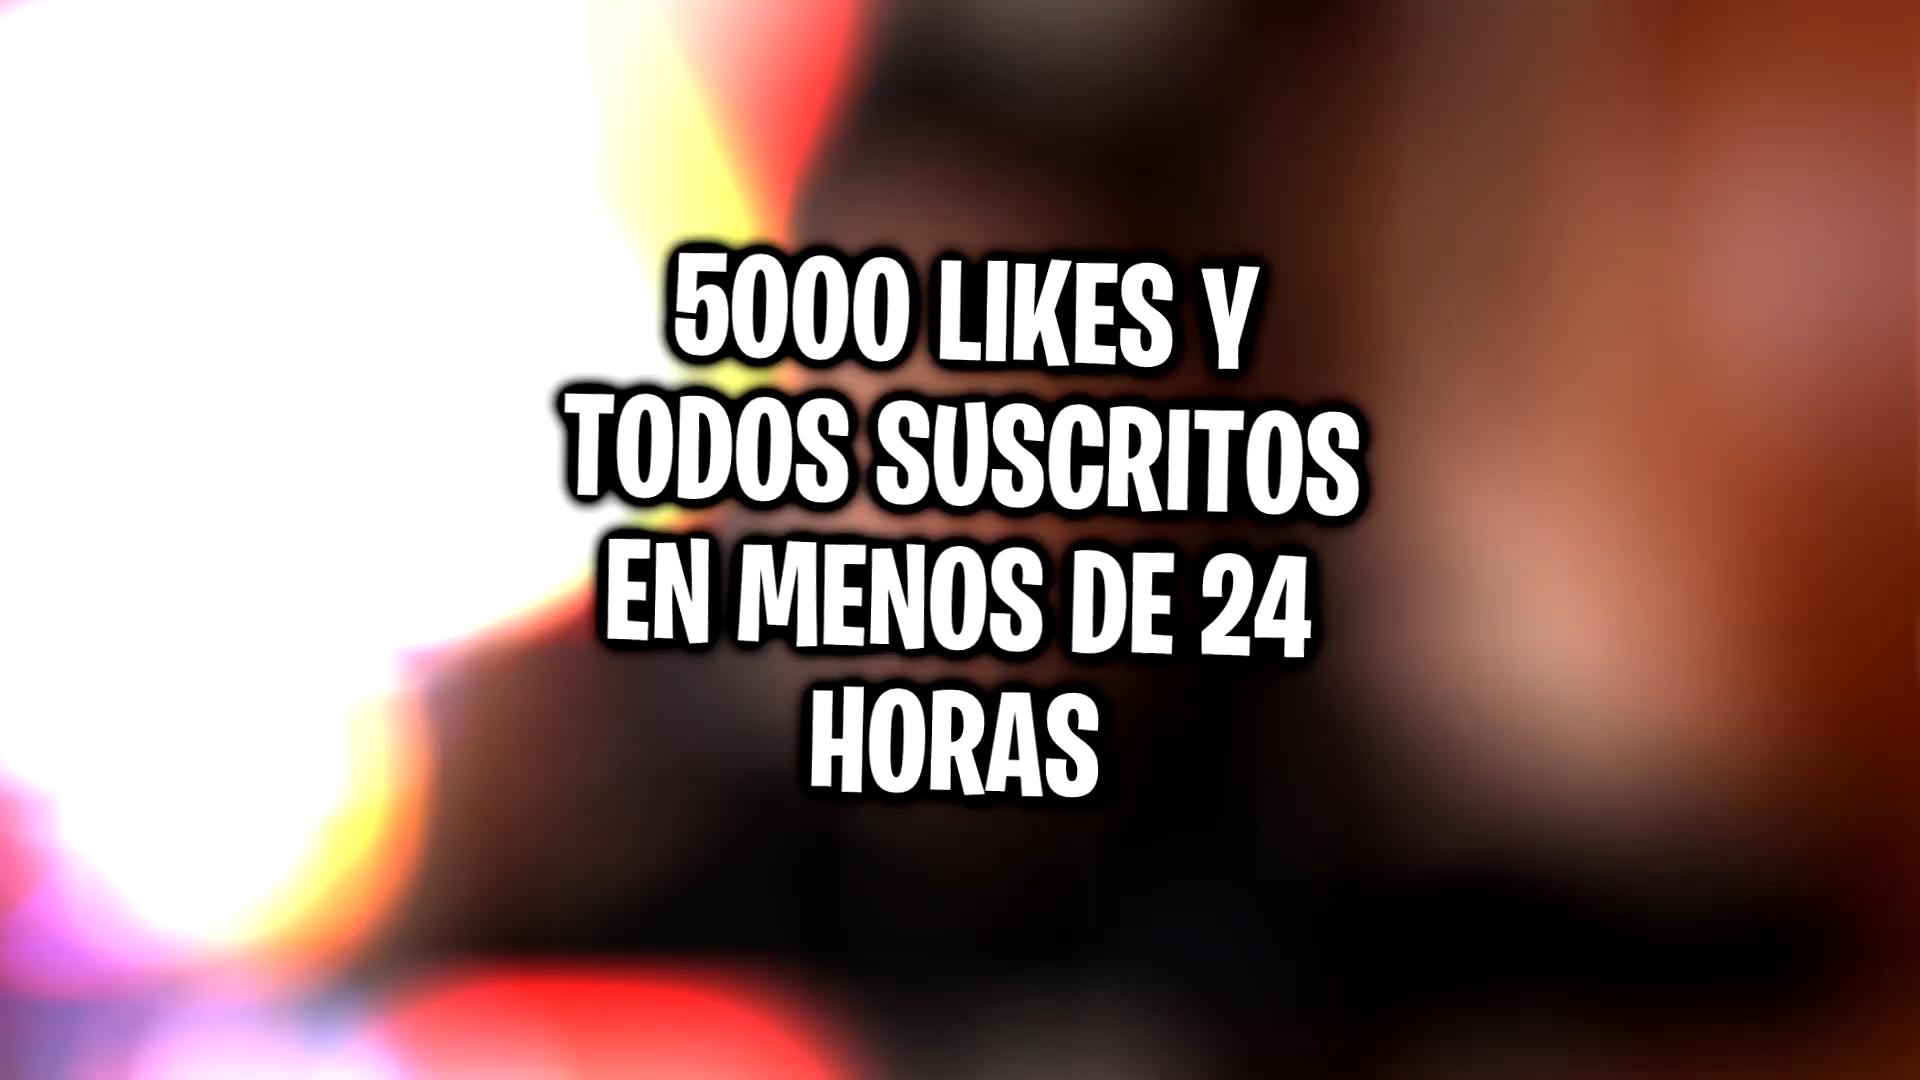 5000 LIKES Y
TODOS SUSCRITOS
EN MENOS DE 24
HORAS